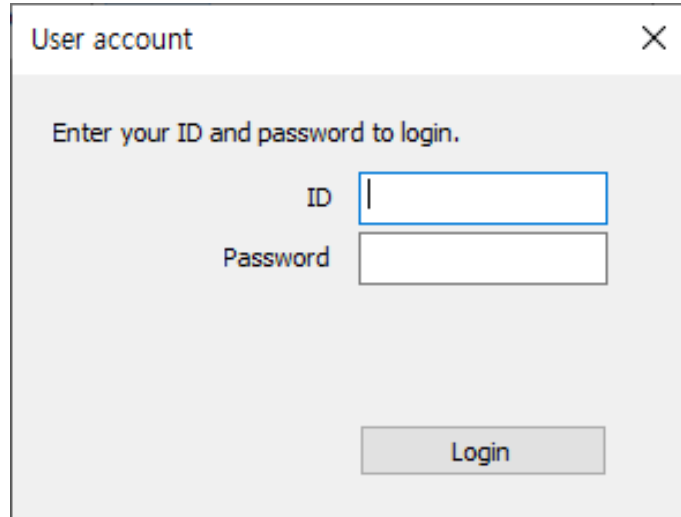 User account
Enter your ID and password to login.
ID
Password
Login